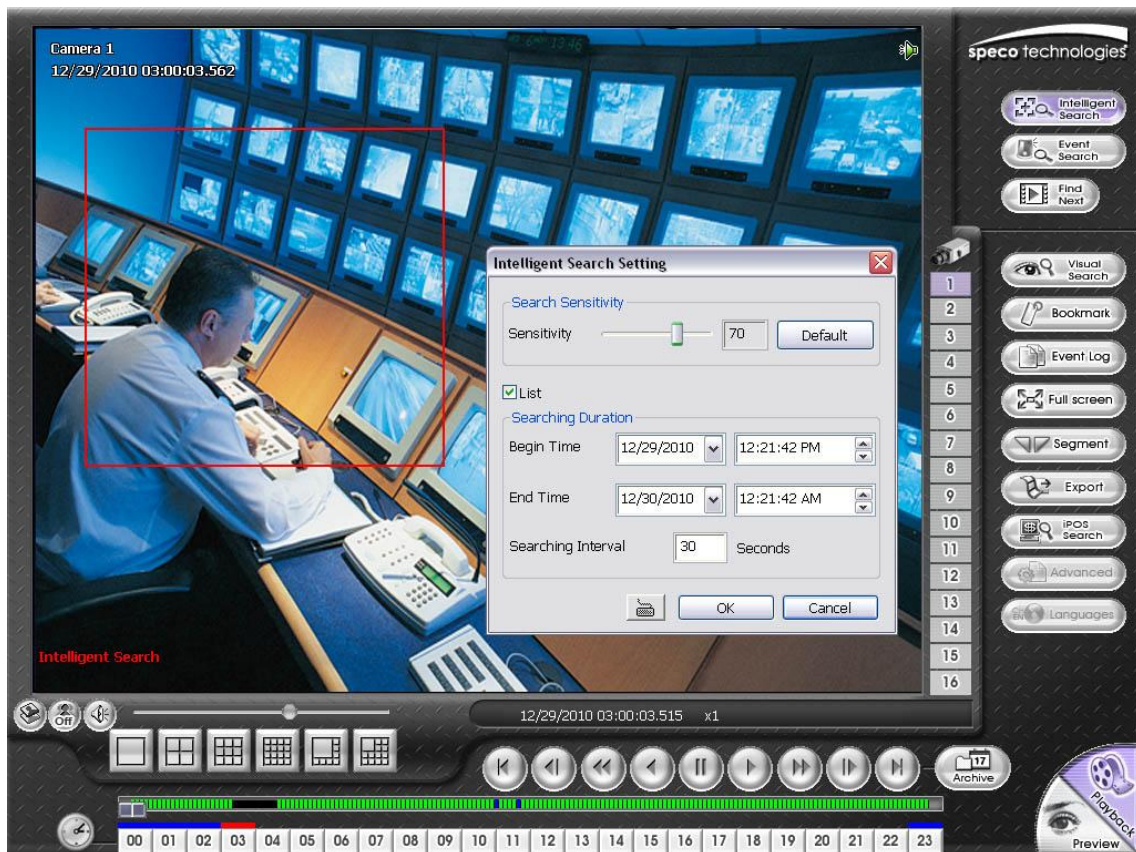 Camera 1
12/29/2010 03:00:03.562
speco technologies
Intelligent Search
Event Search
Find Next
Intelligent Search Setting
Search Sensitivity
Sensitivity 70 Default
List
Searching Duration
Begin Time 12/29/2010 12:21:42 PM
End Time 12/30/2010 12:21:42 AM
Searching Interval 30 Seconds
OK Cancel
1
2
3
4
5
6
7
8
9
10
11
12
13
14
15
16
Visual Search
Bookmark
Event Log
Full screen
Segment
Export
iPOS Search
Advanced
Languages
Intelligent Search
Off
12/29/2010 03:00:03.515 x1
17
Archive
Playback
Preview
00 01 02 03 04 05 06 07 08 09 10 11 12 13 14 15 16 17 18 19 20 21 22 23